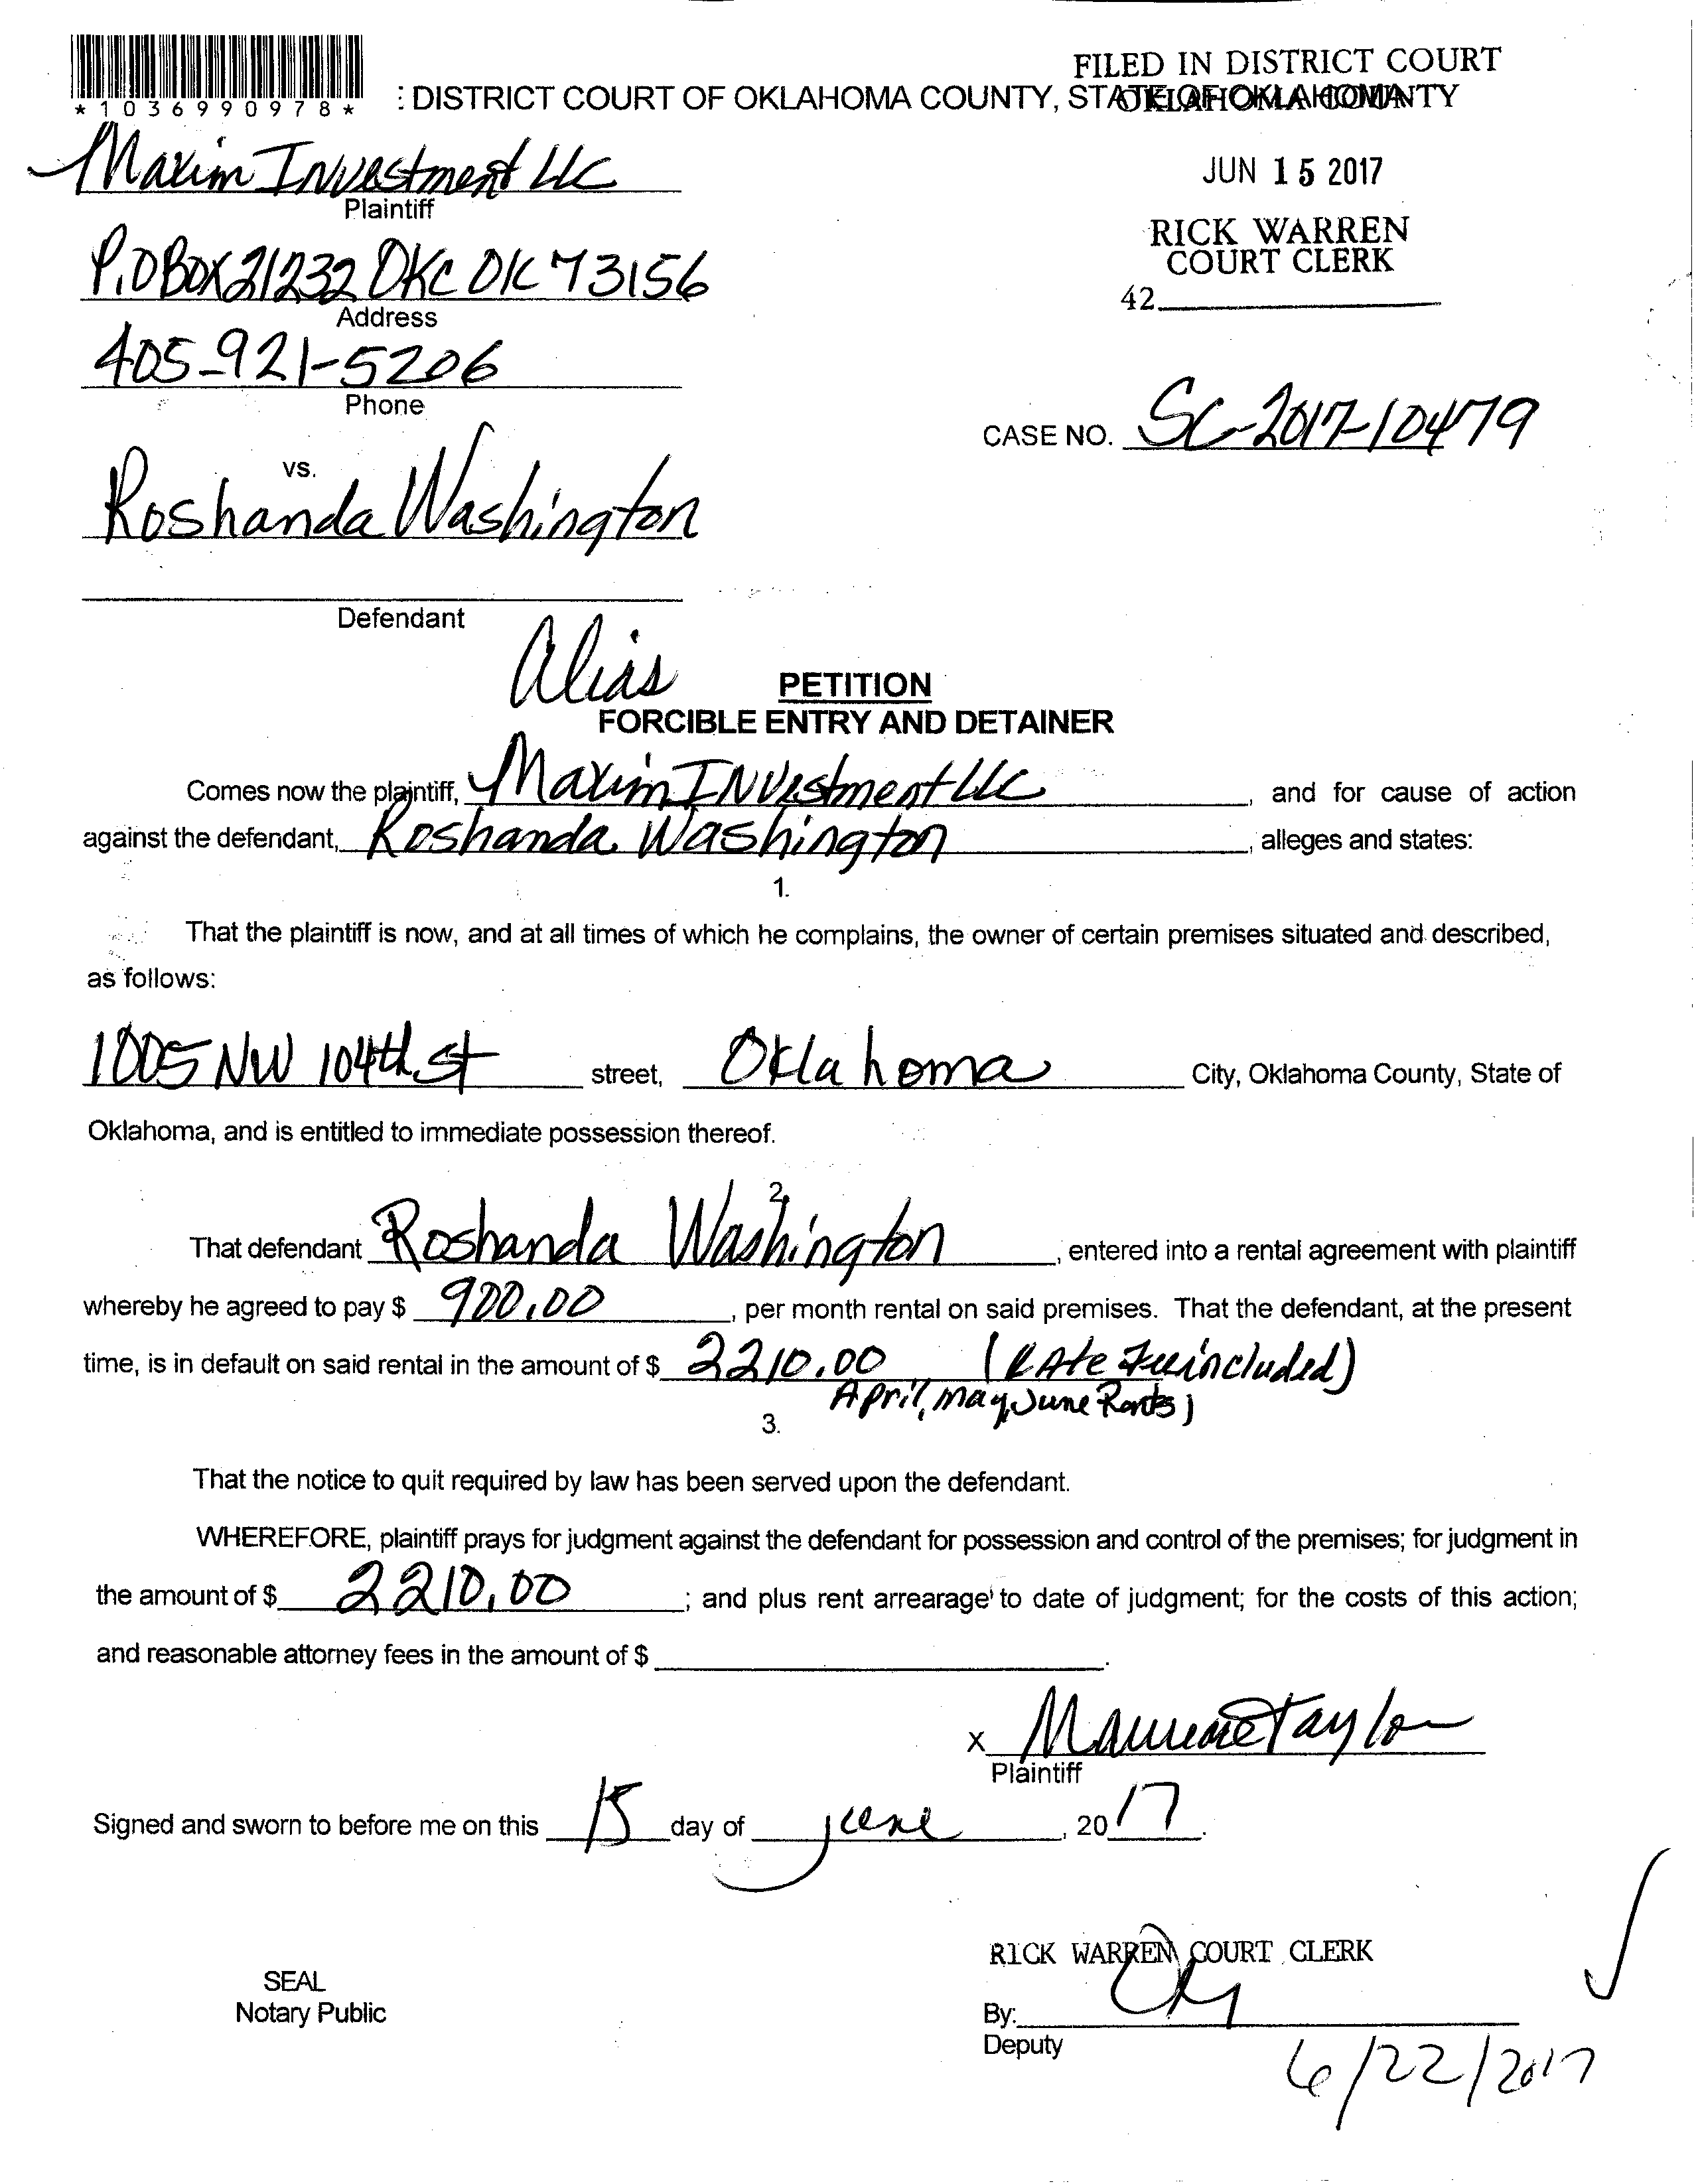 *1036990978*
FILED IN DISTRICT COURT
OKLAHOMA COUNTY
: DISTRICT COURT OF OKLAHOMA COUNTY, STATE OF OKLAHOMA
JUN 15 2017
RICK WARREN
COURT CLERK
42
Maxim Investment LLC
Plaintiff
P.O BOX 21232 OKC OK 73156
Address
405-921-5206
Phone
CASE NO. SC-2017-10479
vs.
Roshanda Washington
Defendant
Alias
PETITION
FORCIBLE ENTRY AND DETAINER
Comes now the plaintiff, Maxim Investment LLC, and for cause of action
against the defendant, Roshanda Washington, alleges and states:
1.
That the plaintiff is now, and at all times of which he complains, the owner of certain premises situated and described,
as follows:
1005 NW 104th St street, Oklahoma City, Oklahoma County, State of
Oklahoma, and is entitled to immediate possession thereof.
2.
That defendant Roshanda Washington, entered into a rental agreement with plaintiff
whereby he agreed to pay $ 900.00, per month rental on said premises. That the defendant, at the present
time, is in default on said rental in the amount of $ 2210.00 (Late Fee included)
April, May, June Rents)
3.
That the notice to quit required by law has been served upon the defendant.
WHEREFORE, plaintiff prays for judgment against the defendant for possession and control of the premises; for judgment in
the amount of $ 2210.00; and plus rent arrearage to date of judgment; for the costs of this action;
and reasonable attorney fees in the amount of $
x Maurene Taylor
Plaintiff
Signed and sworn to before me on this 15 day of june, 2017.
RICK WARREN COURT CLERK
SEAL
Notary Public
By:
Deputy
6/22/2017